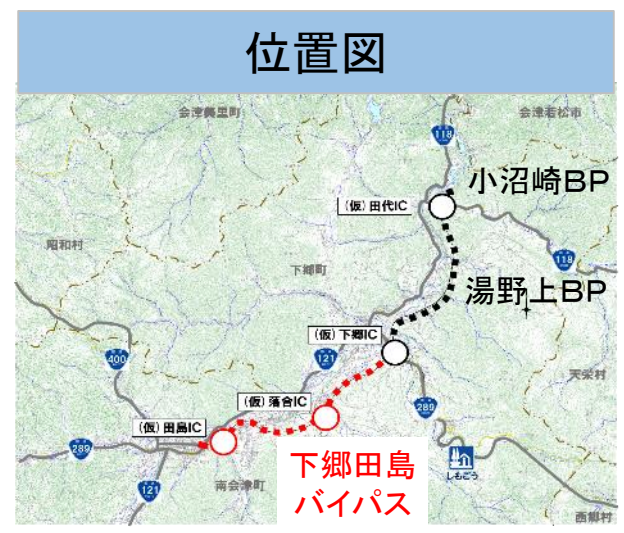 位置図
会津美里町
会津若松市
118
小沼崎BP
(仮)田代IC
昭和村
118
下郷町
湯野上BP
(仮)下郷IC
121
400
天栄村
(仮)落合IC
289
(仮)田島IC
289
下郷田島
バイパス
しもごう
南会津町
121
西郷村